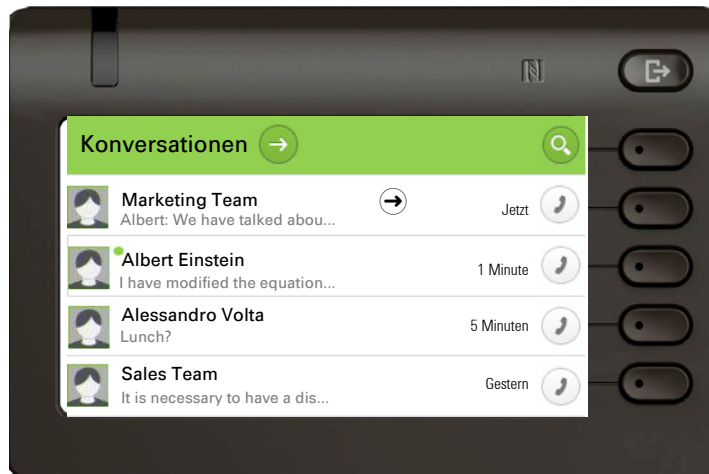 Konversationen
Marketing Team
Jetzt
Albert: We have talked abou...
Albert Einstein
1 Minute
I have modified the equation...
Alessandro Volta
5 Minuten
Lunch?
Sales Team
Gestern
It is necessary to have a dis...